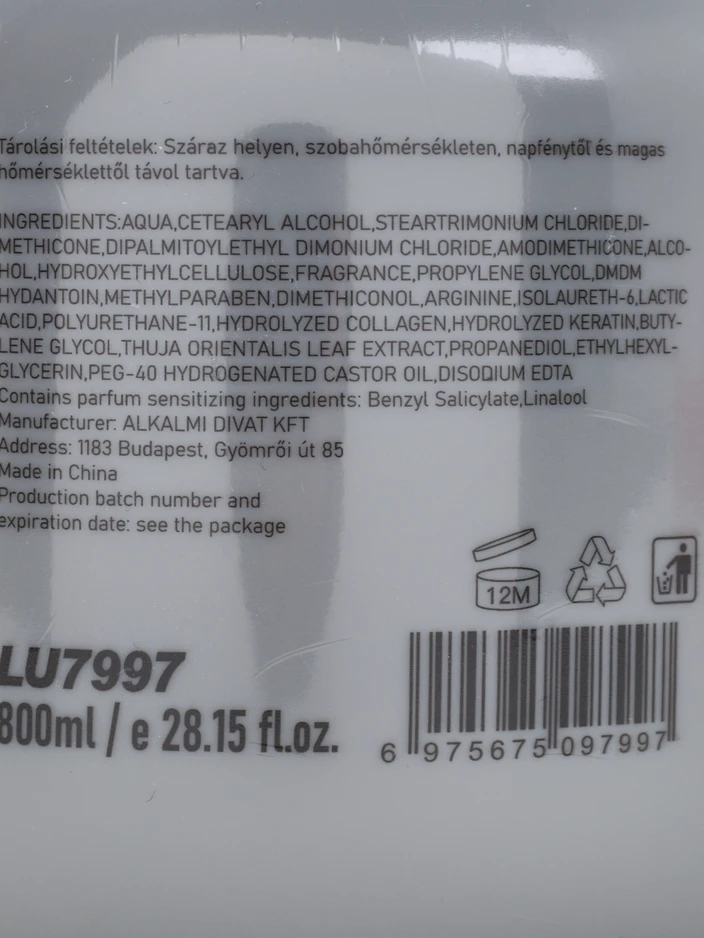 Tárolási feltételek: Száraz helyen, szobahőmérsékleten, napfénytől és magas
hőmérséklettől távol tartva.
INGREDIENTS:AQUA,CETEARYL ALCOHOL,STEARTRIMONIUM CHLORIDE,DI-
METHICONE,DIPALMITOYLETHYL DIMONIUM CHLORIDE,AMODIMETHICONE,ALCO-
HOL,HYDROXYETHYLCELLULOSE,FRAGRANCE,PROPYLENE GLYCOL,DMDM
HYDANTOIN,METHYLPARABEN,DIMETHICONOL,ARGININE,ISOLAURETH-6,LACTIC
ACID,POLYURETHANE-11,HYDROLYZED COLLAGEN,HYDROLYZED KERATIN,BUTY-
LENE GLYCOL,THUJA ORIENTALIS LEAF EXTRACT,PROPANEDIOL,ETHYLHEXYL-
GLYCERIN,PEG-40 HYDROGENATED CASTOR OIL,DISODIUM EDTA
Contains parfum sensitizing ingredients: Benzyl Salicylate,Linalool
Manufacturer: ALKALMI DIVAT KFT
Address: 1183 Budapest, Gyömrői út 85
Made in China
Production batch number and
expiration date: see the package
12M
LU7997
800ml / e 28.15 fl.oz.
6 975675 097997